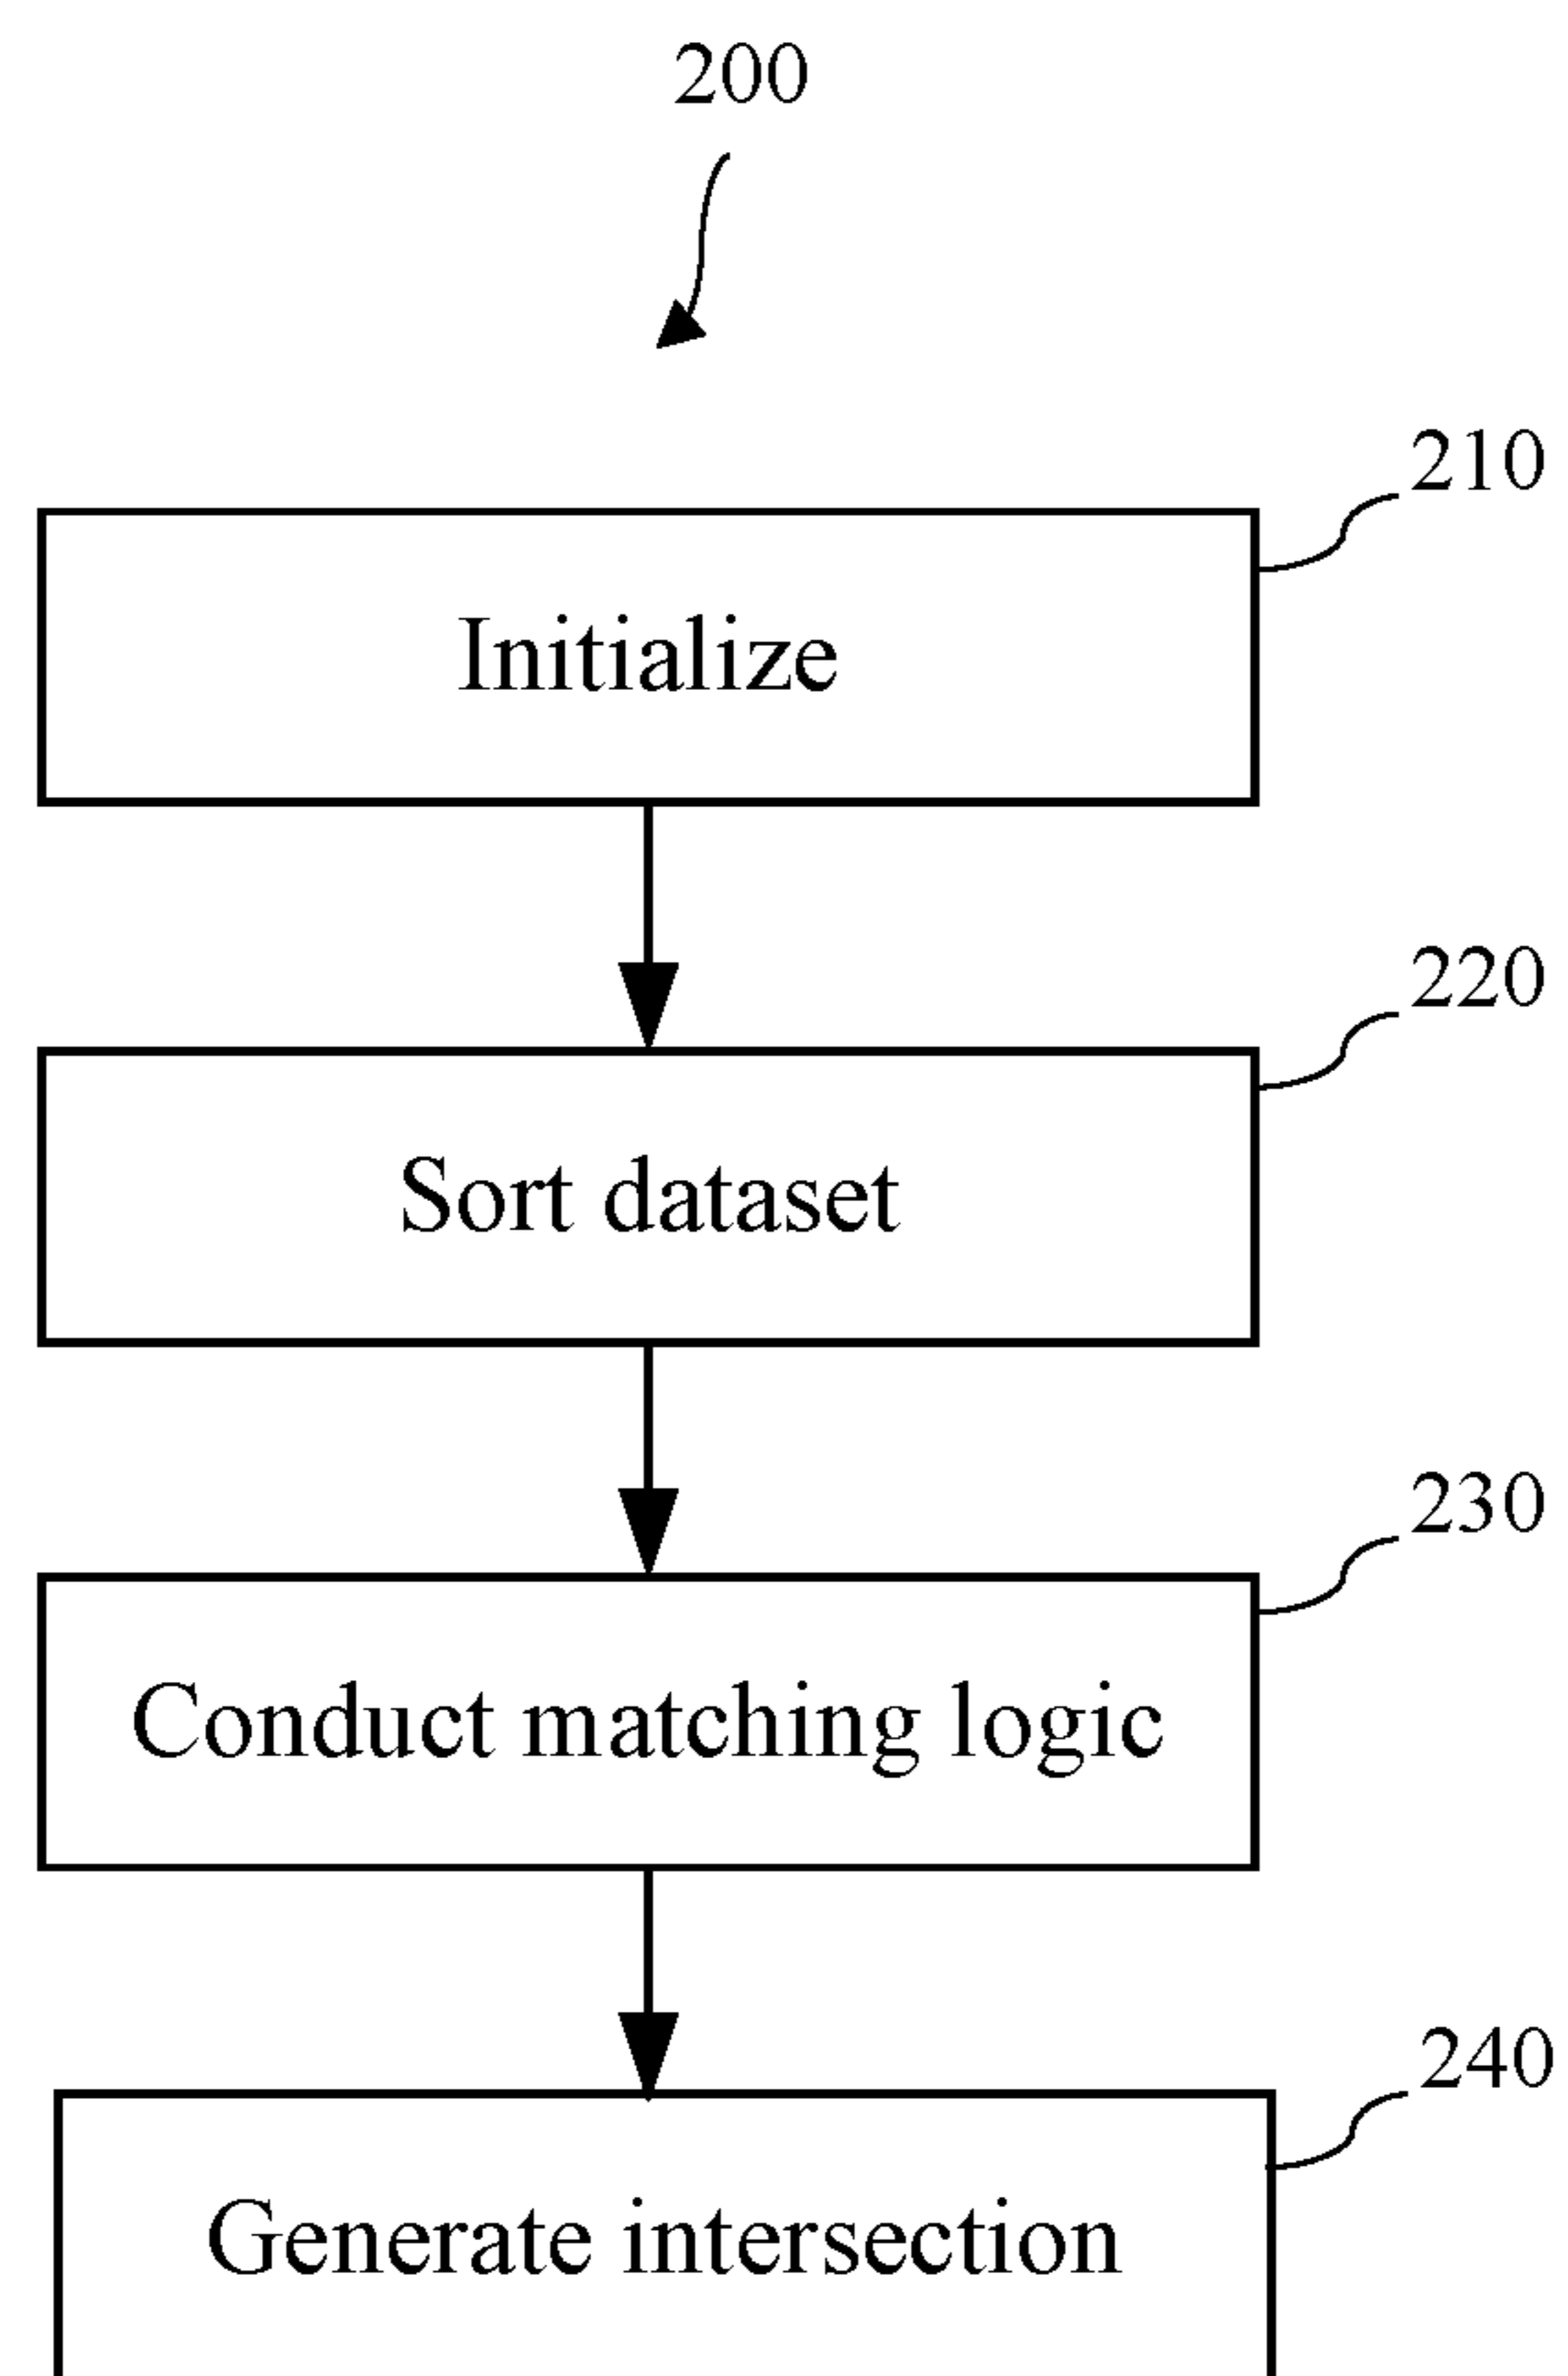 200
210
Initialize
220
Sort dataset
230
Conduct matching logic
240
Generate intersection